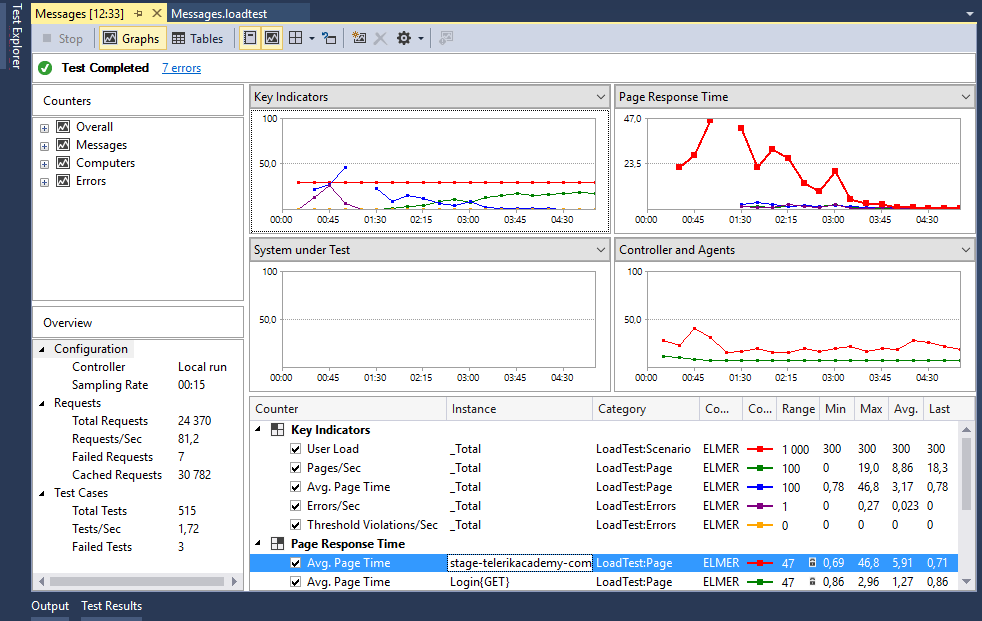 Test Explorer
Messages [12:33]
Messages.loadtest
Stop
Graphs
Tables
Test Completed 7 errors
Counters
Overall
Messages
Computers
Errors
Overview
Configuration
Controller Local run
Sampling Rate 00:15
Requests
Total Requests 24 370
Requests/Sec 81,2
Failed Requests 7
Cached Requests 30 782
Test Cases
Total Tests 515
Tests/Sec 1,72
Failed Tests 3
Key Indicators
100
50,0
00:00 00:45 01:30 02:15 03:00 03:45 04:30
Page Response Time
47,0
23,5
00:00 00:45 01:30 02:15 03:00 03:45 04:30
System under Test
100
50,0
00:00 00:45 01:30 02:15 03:00 03:45 04:30
Controller and Agents
100
50,0
00:00 00:45 01:30 02:15 03:00 03:45 04:30
Counter Instance Category Co... Co... Range Min Max Avg. Last
Key Indicators
User Load _Total LoadTest:Scenario ELMER 1 000 300 300 300 300
Pages/Sec _Total LoadTest:Page ELMER 100 0 19,0 8,86 18,3
Avg. Page Time _Total LoadTest:Page ELMER 100 0,78 46,8 3,17 0,78
Errors/Sec _Total LoadTest:Errors ELMER 1 0 0,27 0,023 0
Threshold Violations/Sec _Total LoadTest:Errors ELMER 0 0 0 0 0
Page Response Time
Avg. Page Time stage-telerikacademy-com LoadTest:Page ELMER 47 0,69 46,8 5,91 0,71
Avg. Page Time Login{GET} LoadTest:Page ELMER 47 0,86 2,96 1,27 0,86
Output Test Results